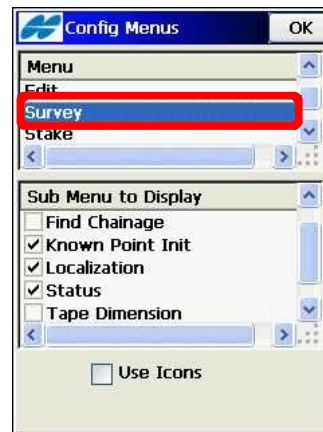 Config Menus OK
Menu
Edit
Survey
Stake
Sub Menu to Display
Find Chainage
Known Point Init
Localization
Status
Tape Dimension
Use Icons